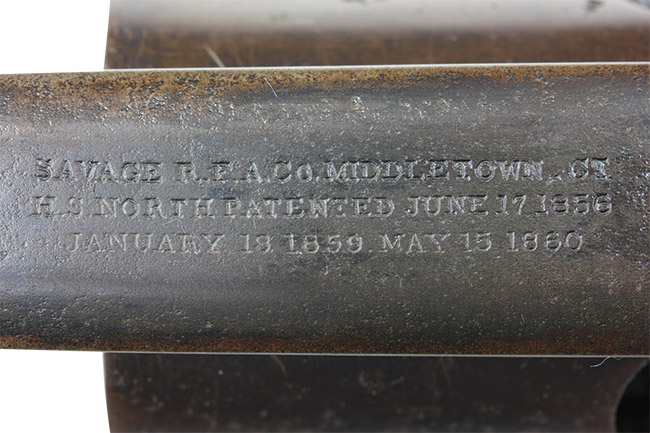 SAVAGE R.F.A.CO. MIDDLETOWN. CT.
H.S. NORTH PATENTED JUNE 17 1856
JANUARY 18 1859 MAY 15 1860